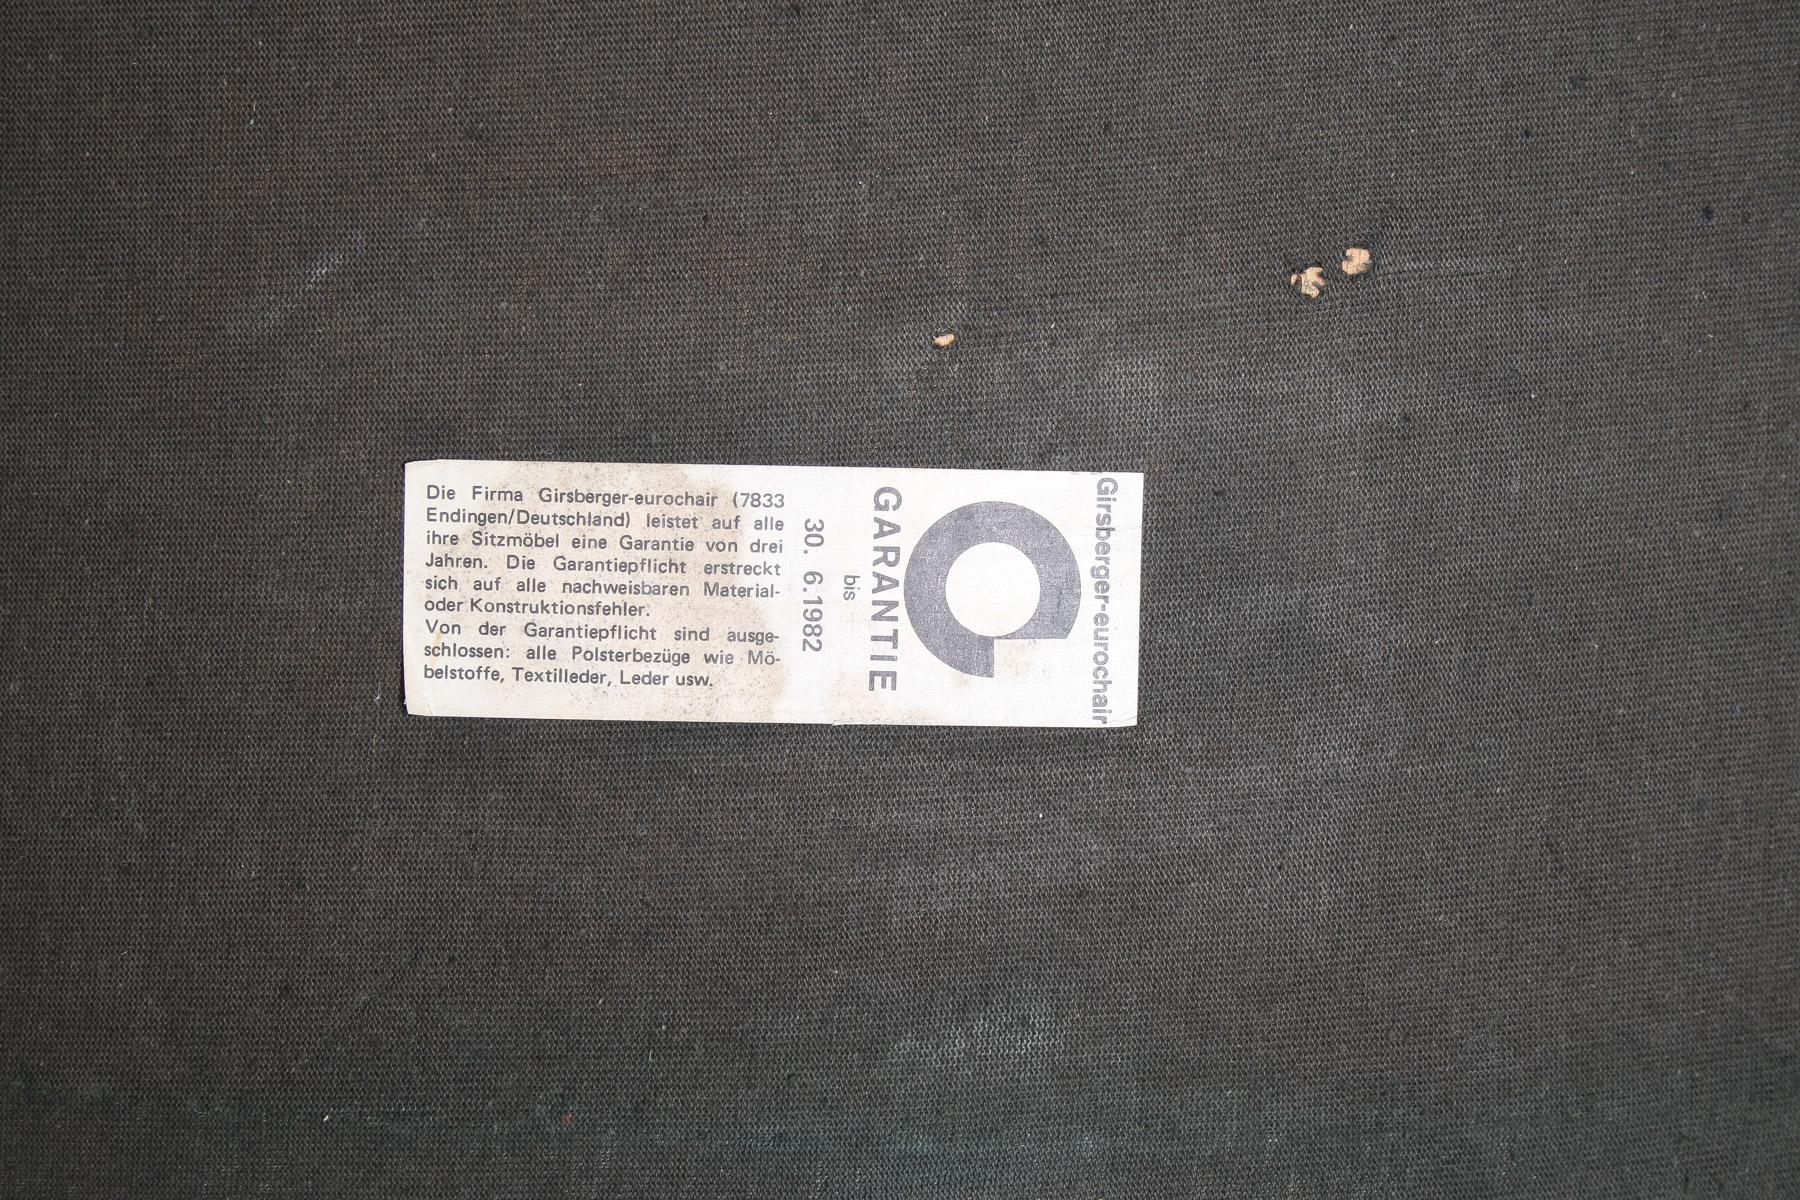 Die Firma Girsberger-eurochair (7833
Endingen/Deutschland) leistet auf alle
ihre Sitzmöbel eine Garantie von drei
Jahren. Die Garantiepflicht erstreckt
sich auf alle nachweisbaren Material-
oder Konstruktionsfehler.
Von der Garantiepflicht sind ausge-
schlossen: alle Polsterbezüge wie Mö-
belstoffe, Textilleder, Leder usw.
Girsberger-eurochair
GARANTIE
bis
30. 6.1982